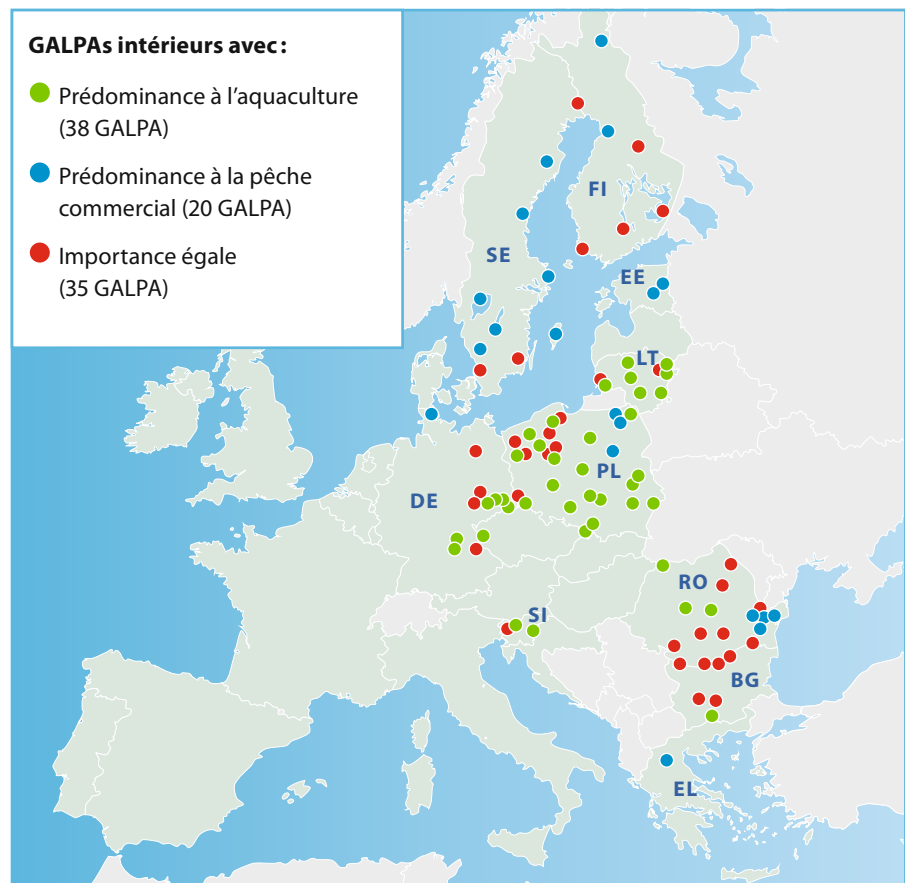 GALPAs intérieurs avec :
Prédominance à l'aquaculture
(38 GALPA)
Prédominance à la pêche
commercial (20 GALPA)
Importance égale
(35 GALPA)
FI
SE
EE
LT
PL
DE
RO
SI
BG
EL